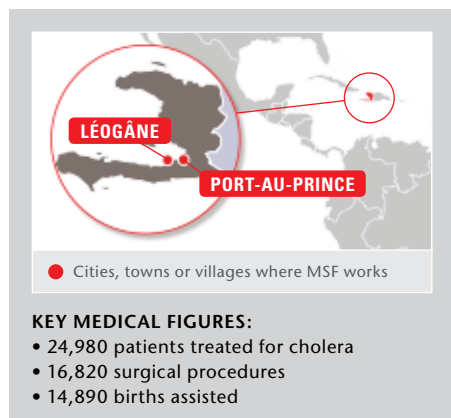 LÉOGÂNE
PORT-AU-PRINCE
Cities, towns or villages where MSF works
KEY MEDICAL FIGURES:
• 24,980 patients treated for cholera
• 16,820 surgical procedures
• 14,890 births assisted